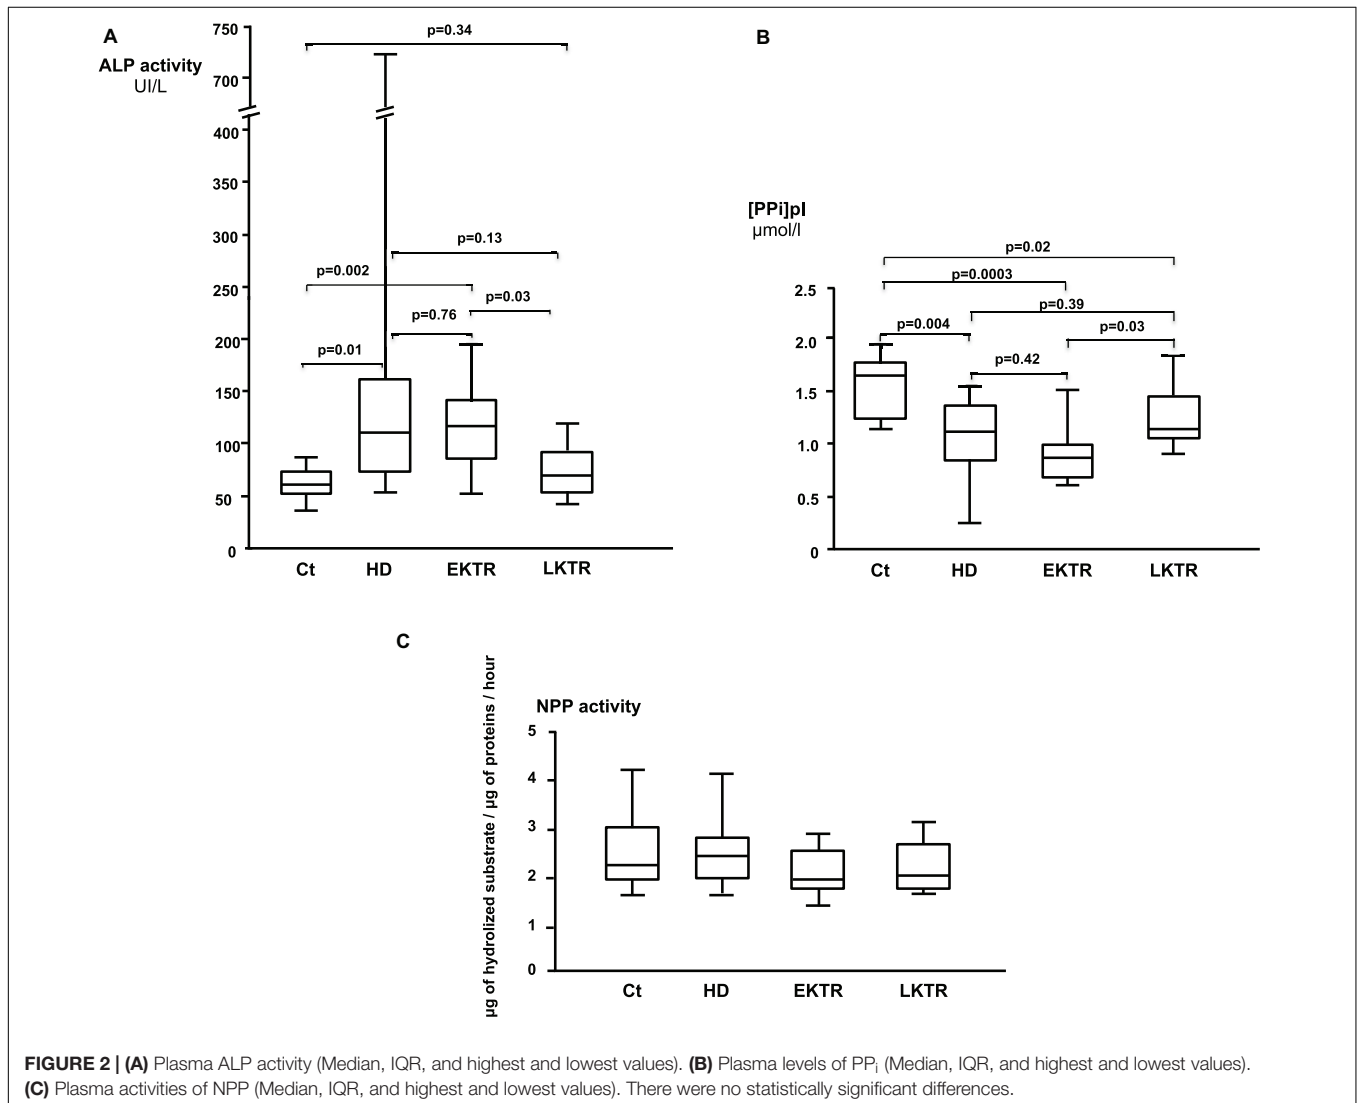 A
ALP activity
UI/L
750
700
400
350
300
250
200
150
100
50
0
p=0.34
p=0.13
p=0.002
p=0.03
p=0.76
p=0.01
Ct HD EKTR LKTR
B
[PPi]pl
µmol/l
2.5
2.0
1.5
1.0
0.5
0
p=0.02
p=0.0003
p=0.39
p=0.004
p=0.03
p=0.42
Ct HD EKTR LKTR
C
µg of hydrolized substrate / µg of proteins / hour
NPP activity
5
4
3
2
1
0
Ct HD EKTR LKTR
FIGURE 2 | (A) Plasma ALP activity (Median, IQR, and highest and lowest values). (B) Plasma levels of PPi (Median, IQR, and highest and lowest values).
(C) Plasma activities of NPP (Median, IQR, and highest and lowest values). There were no statistically significant differences.